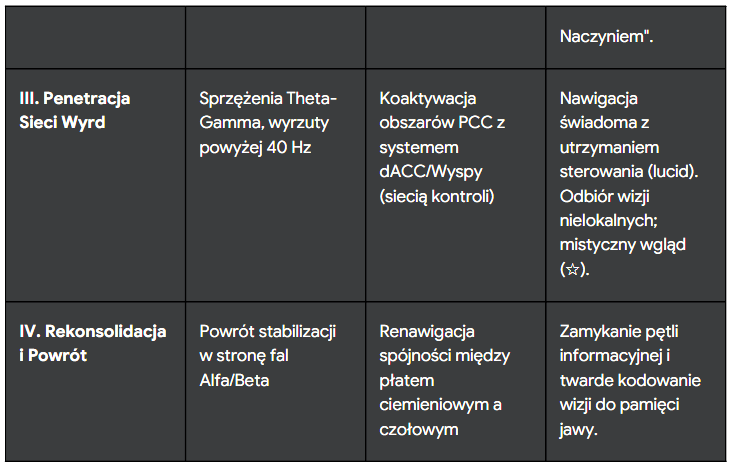 Naczyniem".
III. Penetracja
Sieci Wyrd
Sprzężenia Theta-
Gamma, wyrzuty
powyżej 40 Hz
Koaktywacja
obszarów PCC z
systemem
dACC/Wyspy
(siecią kontroli)
Nawigacja
świadoma z
utrzymaniem
sterowania (lucid).
Odbiór wizji
nielokalnych;
mistyczny wgląd
(☆).
IV. Rekonsolidacja
i Powrót
Powrót stabilizacji
w stronę fal
Alfa/Beta
Renawigacja
spójności między
płatem
ciemieniowym a
czołowym
Zamykanie pętli
informacyjnej i
twarde kodowanie
wizji do pamięci
jawy.